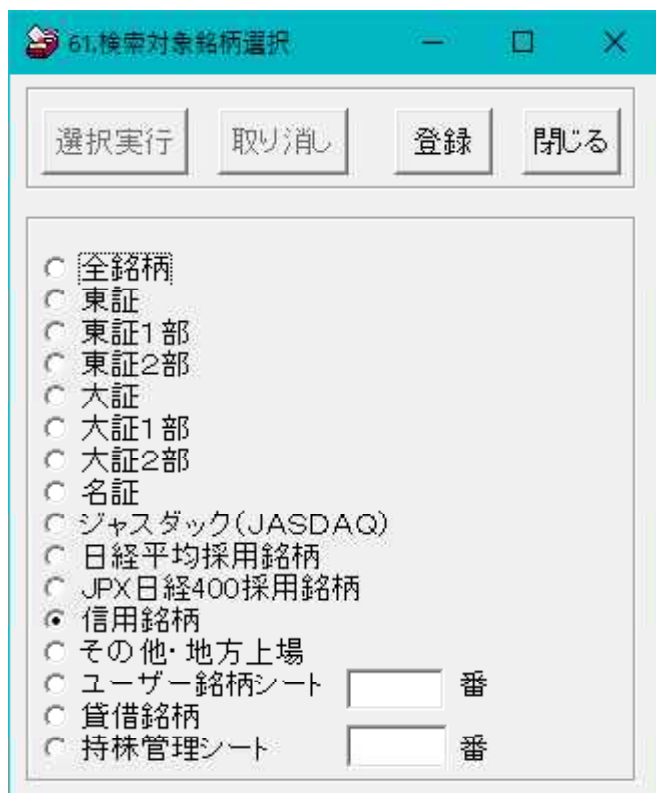 61.検索対象銘柄選択
選択実行 取り消し 登録 閉じる
全銘柄
東証
東証1部
東証2部
大証
大証1部
大証2部
名証
ジャスダック(JASDAQ)
日経平均採用銘柄
JPX日経400採用銘柄
信用銘柄
その他・地方上場
ユーザー銘柄シート 番
貸借銘柄
持株管理シート 番